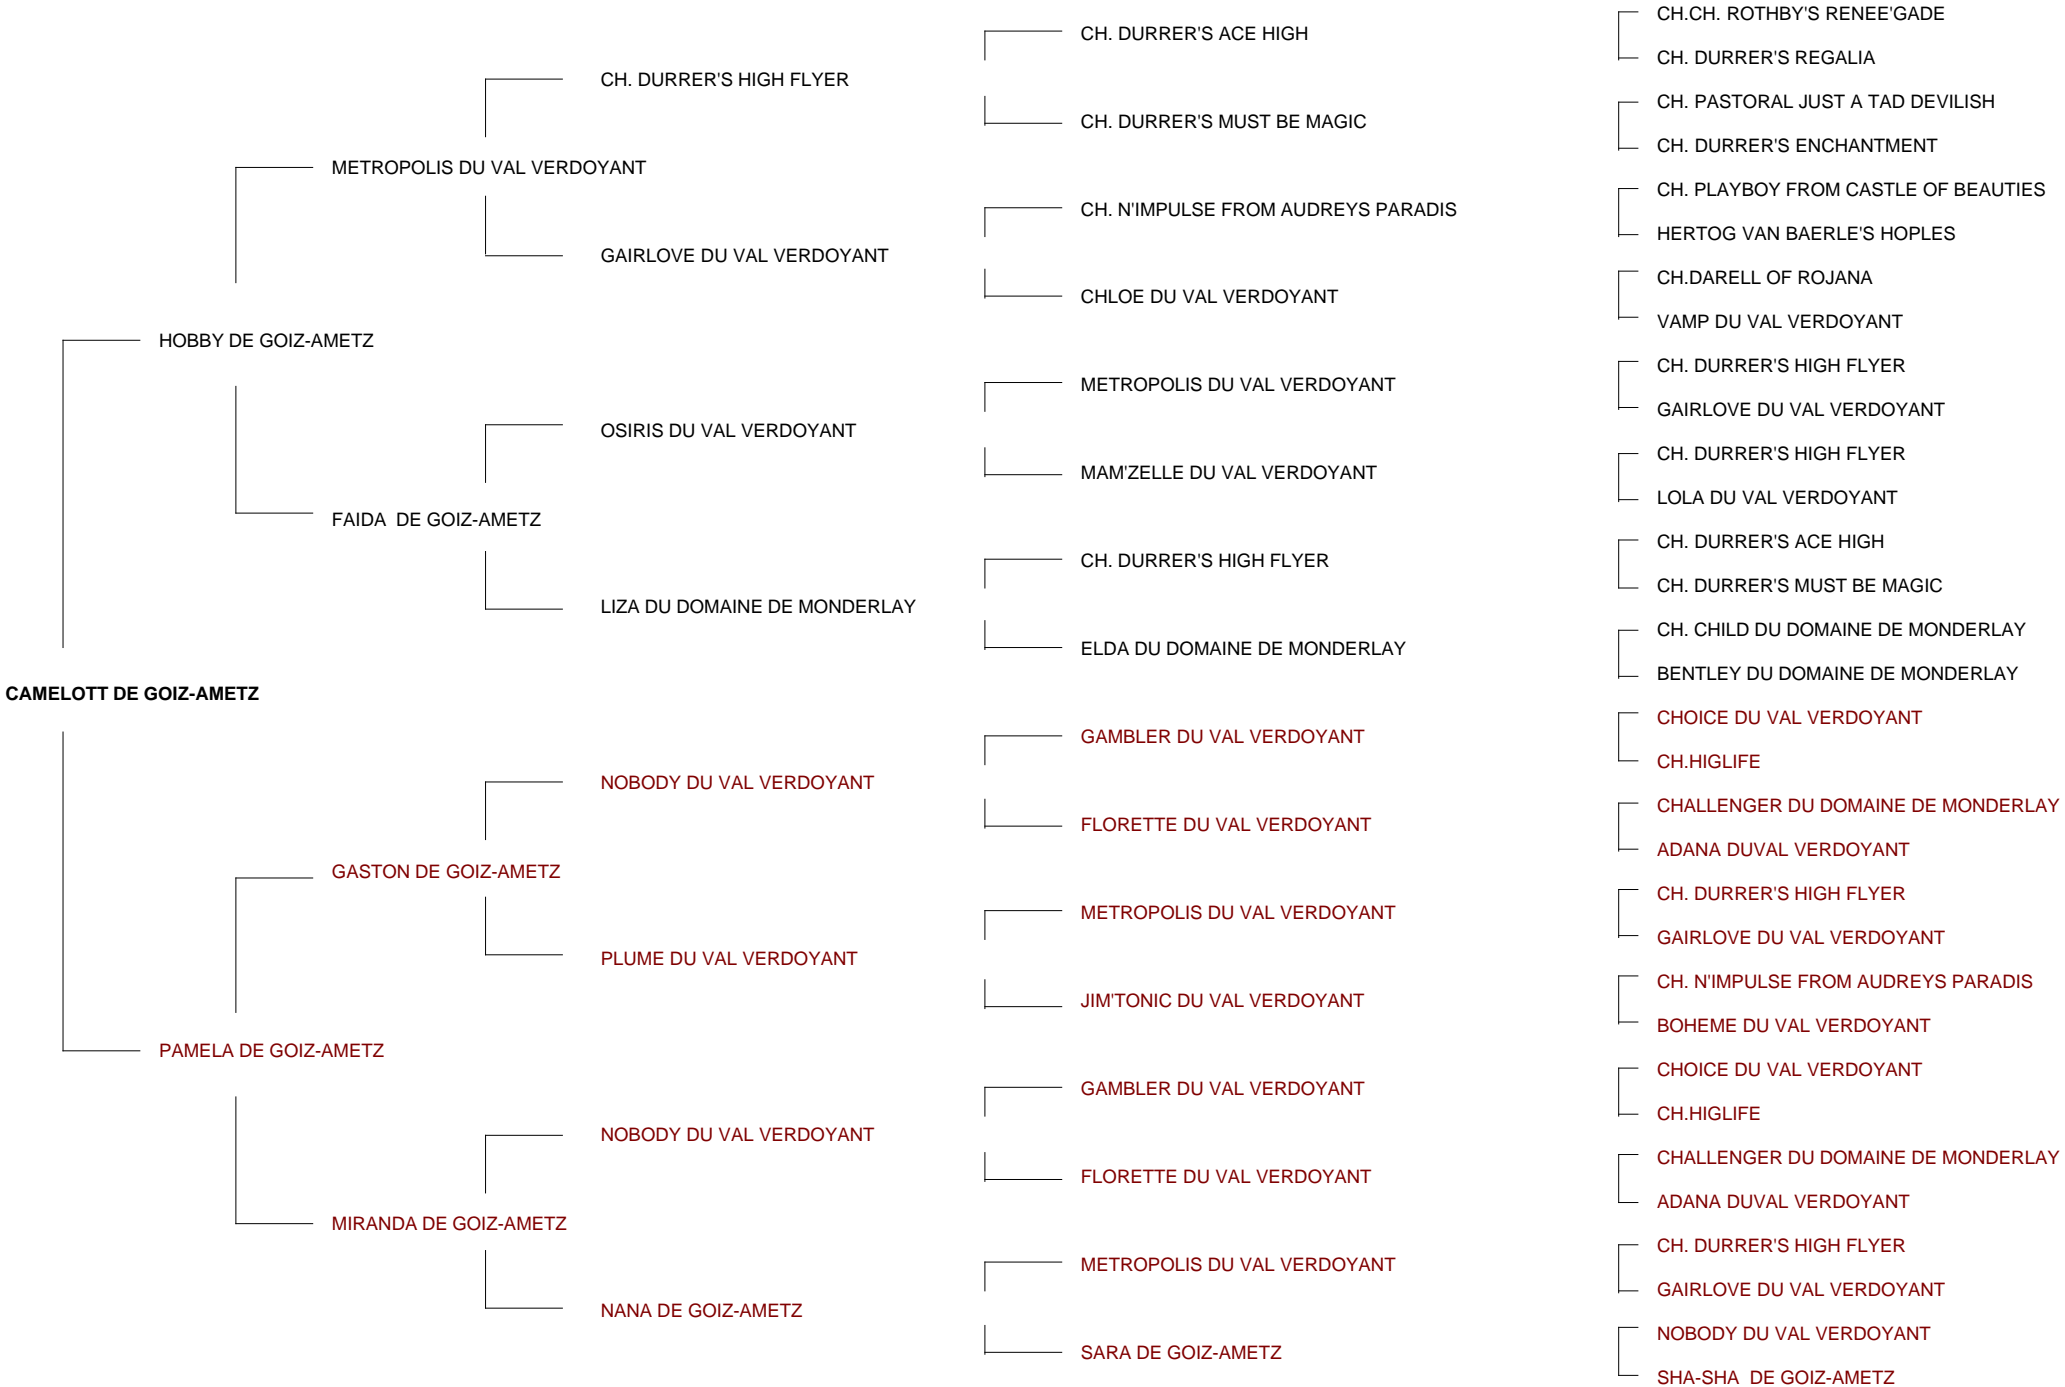 CH.CH. ROTHBY'S RENEE'GADE
CH. DURRER'S ACE HIGH
CH. DURRER'S REGALIA
CH. DURRER'S HIGH FLYER
CH. PASTORAL JUST A TAD DEVILISH
CH. DURRER'S MUST BE MAGIC
CH. DURRER'S ENCHANTMENT
METROPOLIS DU VAL VERDOYANT
CH. PLAYBOY FROM CASTLE OF BEAUTIES
CH. N'IMPULSE FROM AUDREYS PARADIS
HERTOG VAN BAERLE'S HOPLES
GAIRLOVE DU VAL VERDOYANT
CH.DARELL OF ROJANA
CHLOE DU VAL VERDOYANT
VAMP DU VAL VERDOYANT
HOBBY DE GOIZ-AMETZ
CH. DURRER'S HIGH FLYER
METROPOLIS DU VAL VERDOYANT
GAIRLOVE DU VAL VERDOYANT
OSIRIS DU VAL VERDOYANT
CH. DURRER'S HIGH FLYER
MAM'ZELLE DU VAL VERDOYANT
LOLA DU VAL VERDOYANT
FAIDA  DE GOIZ-AMETZ
CH. DURRER'S ACE HIGH
CH. DURRER'S HIGH FLYER
CH. DURRER'S MUST BE MAGIC
LIZA DU DOMAINE DE MONDERLAY
CH. CHILD DU DOMAINE DE MONDERLAY
ELDA DU DOMAINE DE MONDERLAY
BENTLEY DU DOMAINE DE MONDERLAY
CAMELOTT DE GOIZ-AMETZ
CHOICE DU VAL VERDOYANT
GAMBLER DU VAL VERDOYANT
CH.HIGLIFE
NOBODY DU VAL VERDOYANT
CHALLENGER DU DOMAINE DE MONDERLAY
FLORETTE DU VAL VERDOYANT
ADANA DUVAL VERDOYANT
GASTON DE GOIZ-AMETZ
CH. DURRER'S HIGH FLYER
METROPOLIS DU VAL VERDOYANT
GAIRLOVE DU VAL VERDOYANT
PLUME DU VAL VERDOYANT
CH. N'IMPULSE FROM AUDREYS PARADIS
JIM'TONIC DU VAL VERDOYANT
BOHEME DU VAL VERDOYANT
PAMELA DE GOIZ-AMETZ
CHOICE DU VAL VERDOYANT
GAMBLER DU VAL VERDOYANT
CH.HIGLIFE
NOBODY DU VAL VERDOYANT
CHALLENGER DU DOMAINE DE MONDERLAY
FLORETTE DU VAL VERDOYANT
ADANA DUVAL VERDOYANT
MIRANDA DE GOIZ-AMETZ
CH. DURRER'S HIGH FLYER
METROPOLIS DU VAL VERDOYANT
GAIRLOVE DU VAL VERDOYANT
NANA DE GOIZ-AMETZ
NOBODY DU VAL VERDOYANT
SARA DE GOIZ-AMETZ
SHA-SHA  DE GOIZ-AMETZ